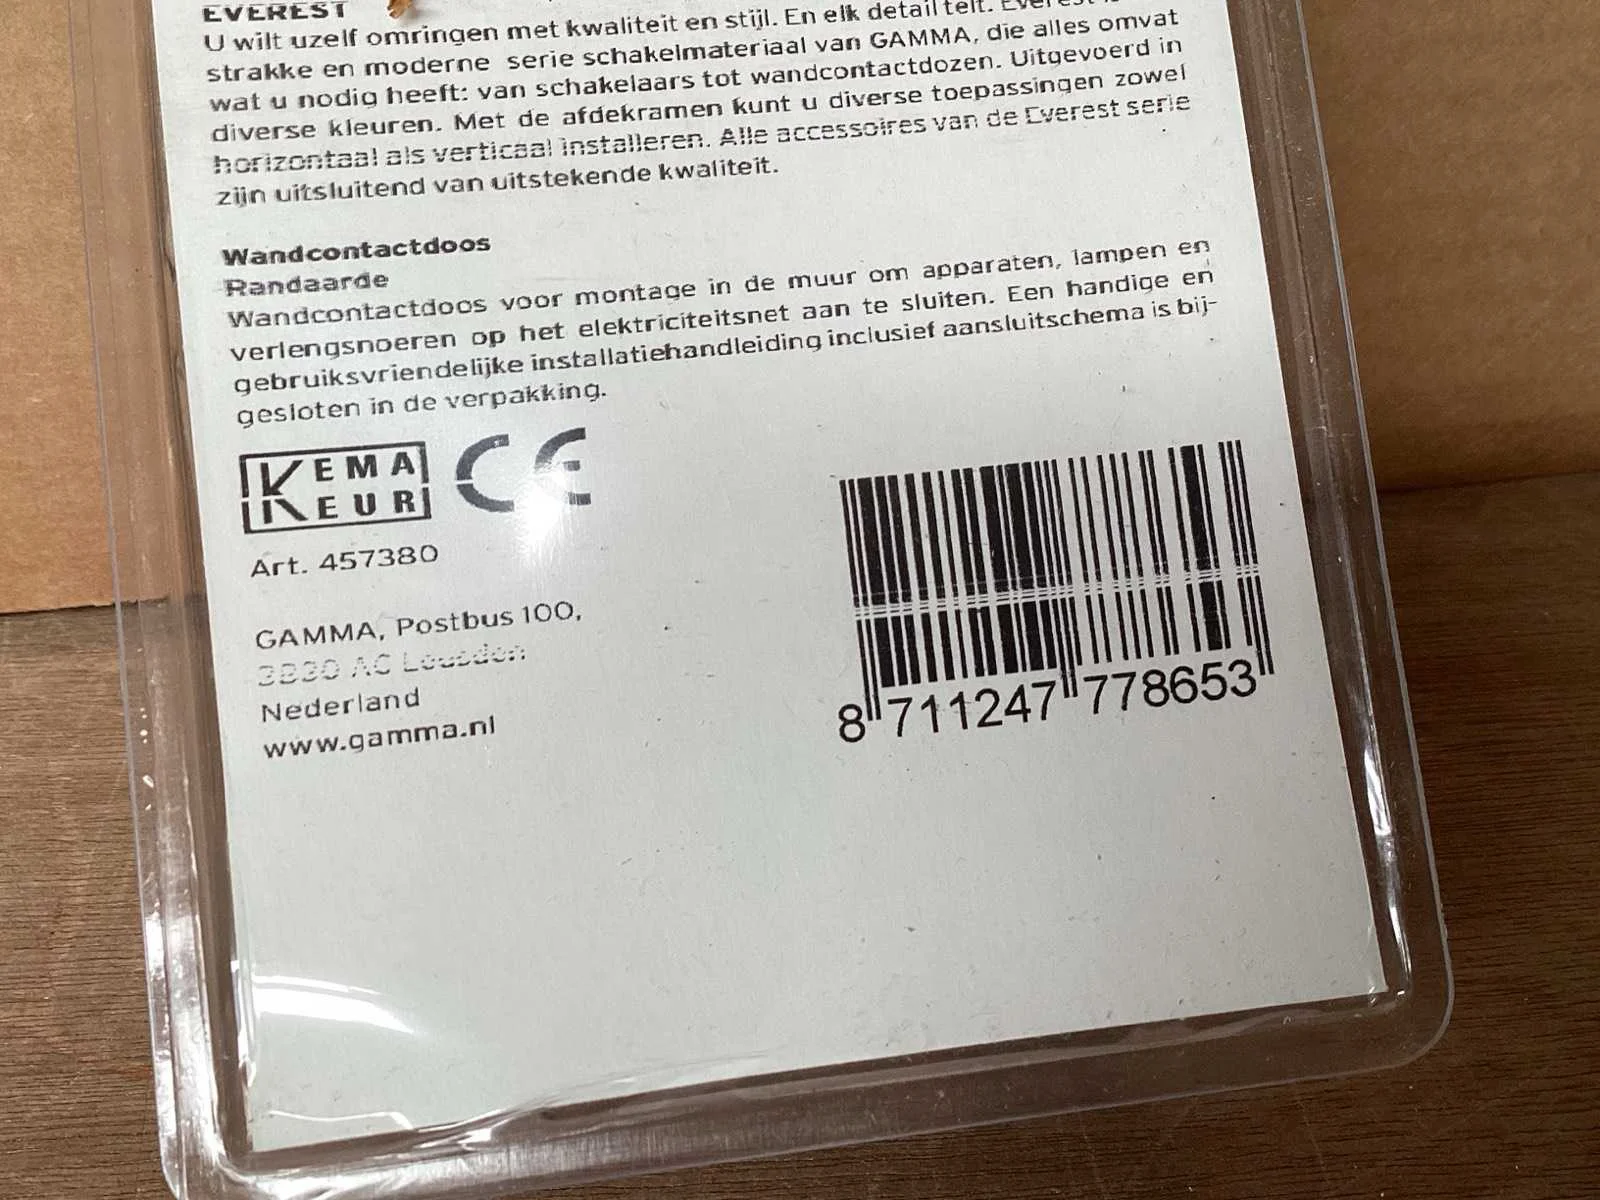 EVEREST
U wilt uzelf omringen met kwaliteit en stijl. En elk detail telt.
strakke en moderne serie schakelmateriaal van GAMMA, die alles omvat
wat u nodig heeft: van schakelaars tot wandcontactdozen. Uitgevoerd in
diverse kleuren. Met de afdekramen kunt u diverse toepassingen zowel
horizontaal als verticaal installeren. Alle accessoires van de Everest serie
zijn uitsluitend van uitstekende kwaliteit.
Wandcontactdoos
Randaarde
Wandcontactdoos voor montage in de muur om apparaten, lampen en
verlengsnoeren op het elektriciteitsnet aan te sluiten. Een handige en
gebruiksvriendelijke installatiehandleiding inclusief aansluitschema is bij-
gesloten in de verpakking.
KEMA
KEUR
CE
Art. 457380
GAMMA, Postbus 100,
3830 AC Leusden
Nederland
www.gamma.nl
8 711247 778653